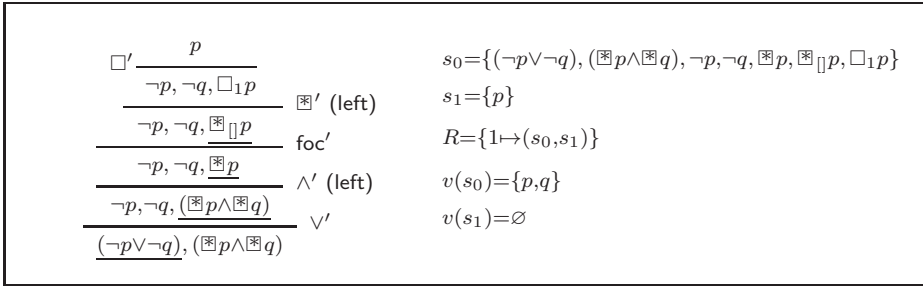 p
□′
¬p, ¬q, □₁p
⊛′ (left)
¬p, ¬q, ⊛[]p
foc′
¬p, ¬q, ⊛p
∧′ (left)
¬p,¬q, (⊛p∧⊛q)
∨′
(¬p∨¬q), (⊛p∧⊛q)
s₀={(¬p∨¬q), (⊛p∧⊛q), ¬p,¬q, ⊛p, ⊛[]p, □₁p}
s₁={p}
R={1↦(s₀,s₁)}
v(s₀)={p,q}
v(s₁)=∅